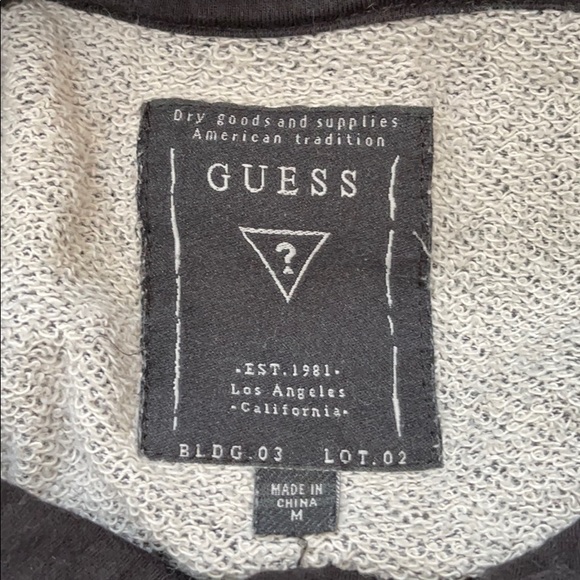 Dry goods and supplies
American tradition
GUESS
?
·EST.1981·
Los Angeles
·California·
BLDG.03 LOT.02
MADE IN
CHINA
M